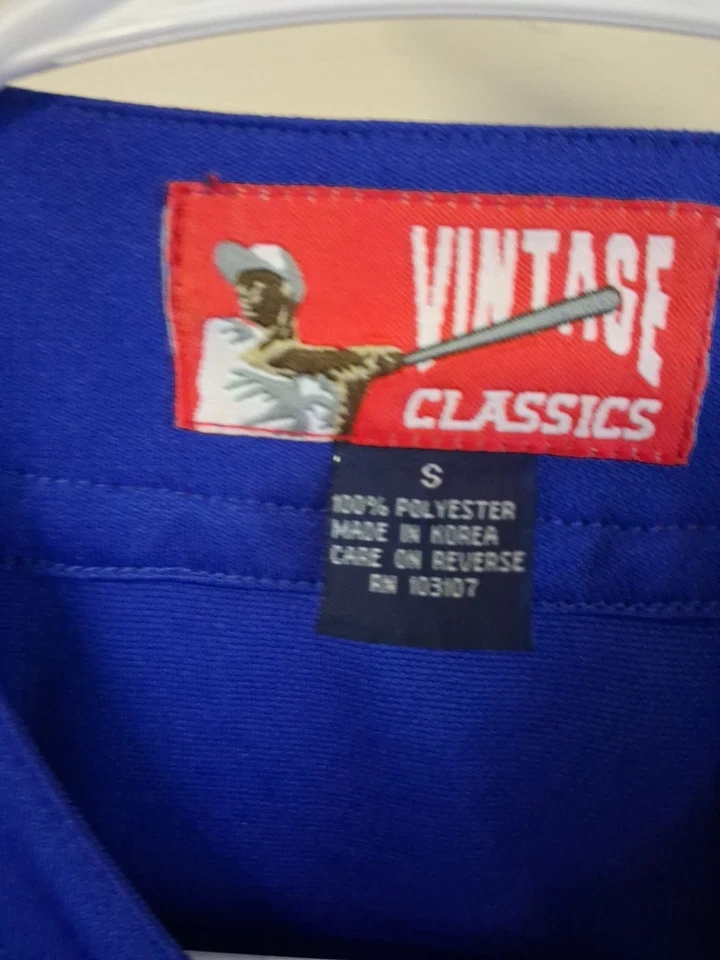 VINTAGE
CLASSICS
S
100% POLYESTER
MADE IN KOREA
CARE ON REVERSE
RN 103107